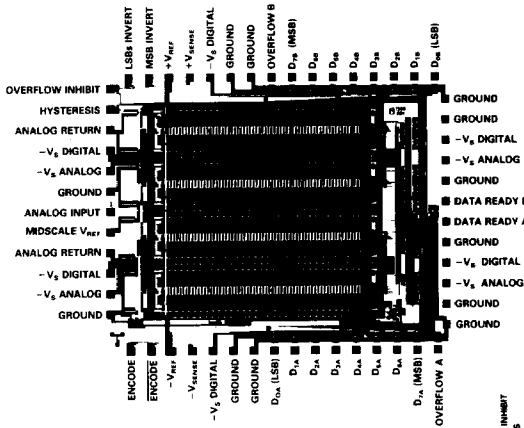 LSBs INVERT
MSB INVERT
+VREF
+VSENSE
-VS DIGITAL
GROUND
GROUND
OVERFLOW B
D7B (MSB)
D6B
D5B
D4B
D3B
D2B
D1B
D0B (LSB)
OVERFLOW INHIBIT
HYSTERESIS
ANALOG RETURN
-VS DIGITAL
-VS ANALOG
GROUND
ANALOG INPUT
MIDSCALE VREF
ANALOG RETURN
-VS DIGITAL
-VS ANALOG
GROUND
GROUND
GROUND
-VS DIGITAL
-VS ANALOG
GROUND
DATA READY
DATA READY A
GROUND
-VS DIGITAL
-VS ANALOG
GROUND
GROUND
ENCODE
ENCODE
-VREF
-VSENSE
-VS DIGITAL
GROUND
GROUND
D0A (LSB)
D1A
D2A
D3A
D4A
D5A
D6A
D7A (MSB)
OVERFLOW A
INHIBIT